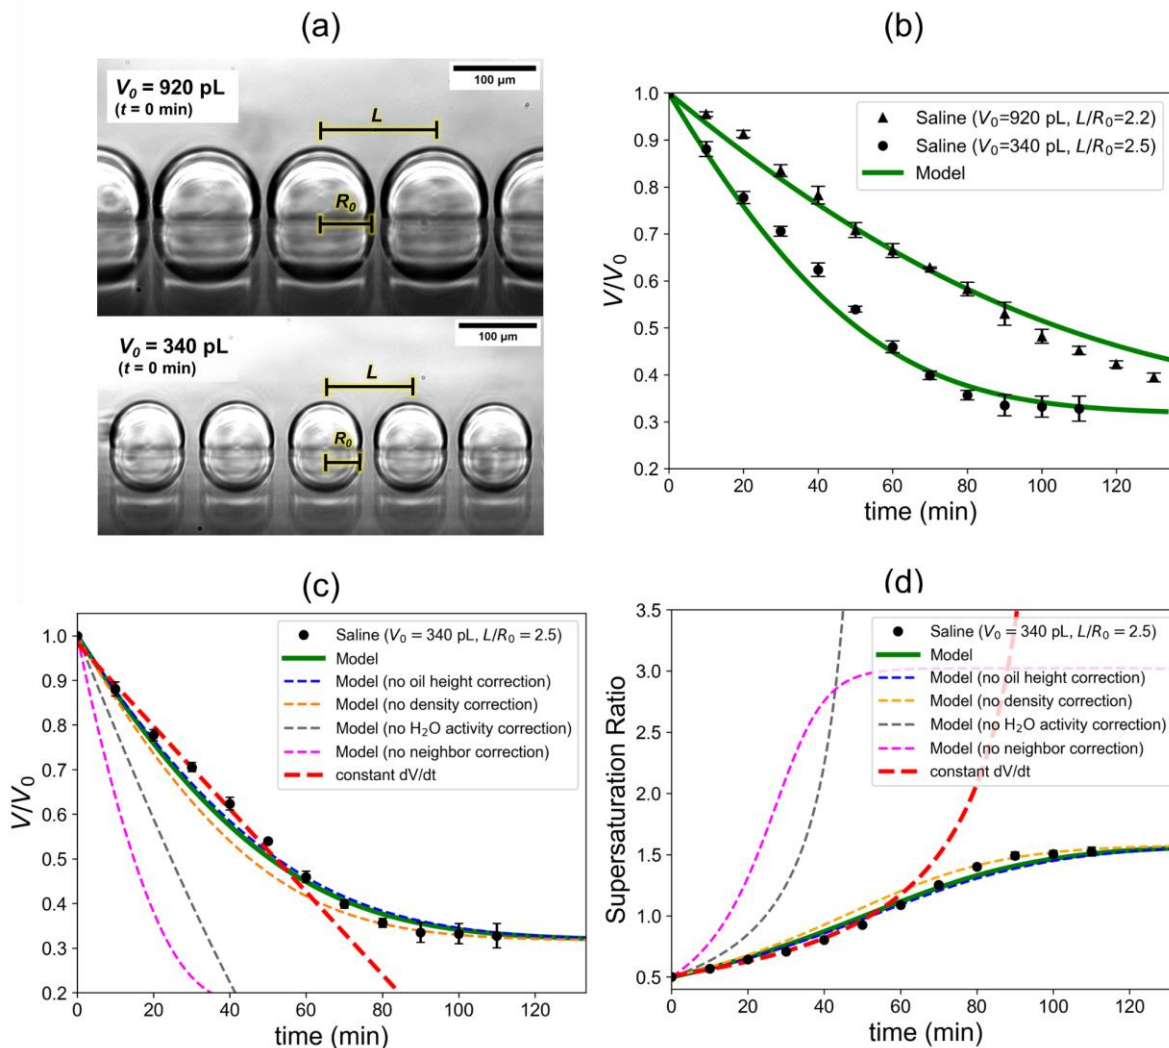 (a)
V₀ = 920 pL
(t = 0 min)
100 µm
L
R₀
V₀ = 340 pL
(t = 0 min)
100 µm
L
R₀
(b)
Saline (V₀=920 pL, L/R₀=2.2)
Saline (V₀=340 pL, L/R₀=2.5)
Model
V/V₀
1.0
0.9
0.8
0.7
0.6
0.5
0.4
0.3
0.2
20 40 60 80 100 120
time (min)
(c)
Saline (V₀ = 340 pL, L/R₀ = 2.5)
Model
Model (no oil height correction)
Model (no density correction)
Model (no H₂O activity correction)
Model (no neighbor correction)
constant dV/dt
V/V₀
1.0
0.9
0.8
0.7
0.6
0.5
0.4
0.3
0.2
0 20 40 60 80 100 120
time (min)
(d)
Saline (V₀ = 340 pL, L/R₀ = 2.5)
Model
Model (no oil height correction)
Model (no density correction)
Model (no H₂O activity correction)
Model (no neighbor correction)
constant dV/dt
Supersaturation Ratio
3.5
3.0
2.5
2.0
1.5
1.0
0.5
0 20 40 60 80 100 120
time (min)